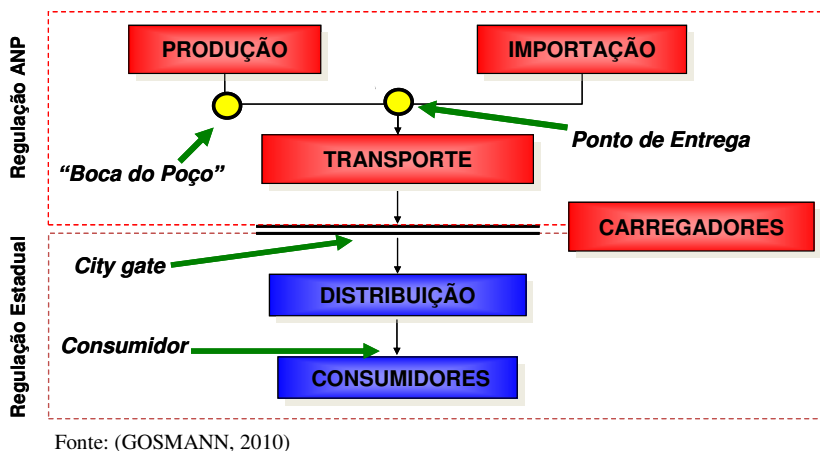 Regulação ANP
PRODUÇÃO
IMPORTAÇÃO
Ponto de Entrega
“Boca do Poço”
TRANSPORTE
CARREGADORES
Regulação Estadual
City gate
DISTRIBUIÇÃO
Consumidor
CONSUMIDORES
Fonte: (GOSMANN, 2010)